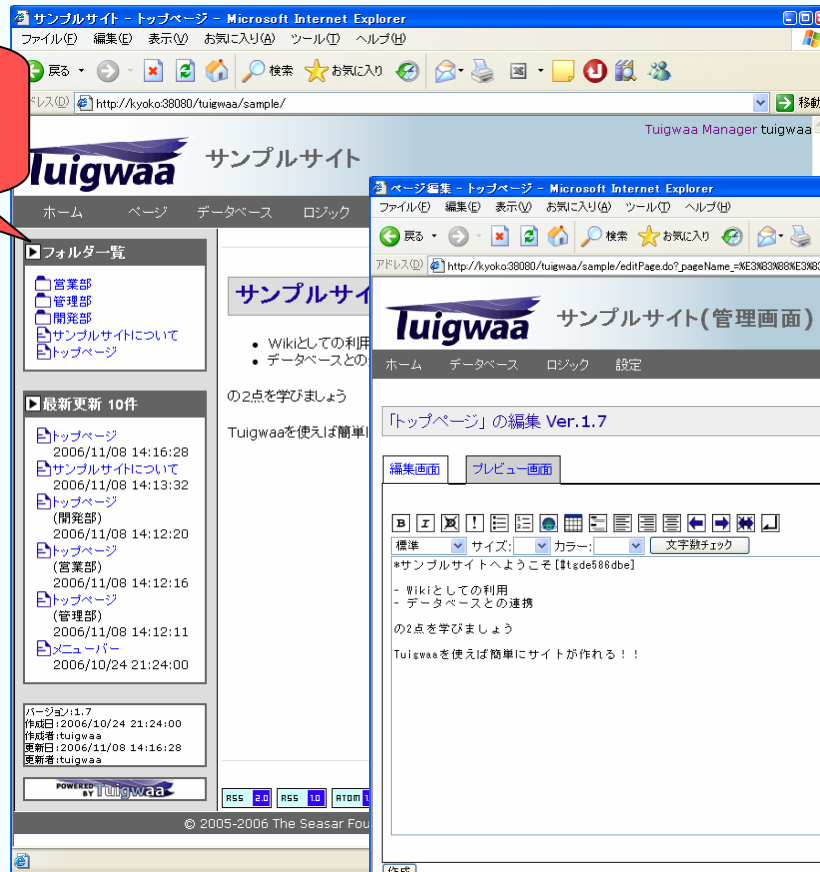 サンプルサイト - トップページ - Microsoft Internet Explorer
ファイル(F) 編集(E) 表示(V) お気に入り(A) ツール(T) ヘルプ(H)
戻る 検索 お気に入り
ドレス(D) http://kyoko:38080/tuigwaa/sample/ 移動
Tuigwaa Manager tuigwaa
Tuigwaa サンプルサイト
ホーム ページ データベース ロジック
フォルダ一覧
営業部
管理部
開発部
サンプルサイトについて
トップページ
最新更新 10件
トップページ
2006/11/08 14:16:28
サンプルサイトについて
2006/11/08 14:13:32
トップページ
(開発部)
2006/11/08 14:12:20
トップページ
(営業部)
2006/11/08 14:12:16
トップページ
(管理部)
2006/11/08 14:12:11
メニューバー
2006/10/24 21:24:00
バージョン:1.7
作成日:2006/10/24 21:24:00
作成者:tuigwaa
更新日:2006/11/08 14:16:28
更新者:tuigwaa
POWERED BY Tuigwaa
サンプルサイ
• Wikiとしての利用
• データベースとの
の2点を学びましょう
Tuigwaaを使えば簡単
RSS 2.0 RSS 1.0 ATOM
© 2005-2006 The Seasar Fou
ページ編集 - トップページ - Microsoft Internet Explorer
ファイル(F) 編集(E) 表示(V) お気に入り(A) ツール(T) ヘルプ(H)
戻る 検索 お気に入り
アドレス(D) http://kyoko:38080/tuigwaa/sample/editPage.do?_pageName_=%E3%83%88%E3%83
Tuigwaa サンプルサイト(管理画面)
ホーム データベース ロジック 設定
「トップページ」の編集 Ver.1.7
編集画面 プレビュー画面
標準 サイズ: カラー: 文字数チェック
*サンプルサイトへようこそ[#tgde586dbe]
- Wikiとしての利用
- データベースとの連携
の2点を学びましょう
Tuigwaaを使えば簡単にサイトが作れる！！
作成